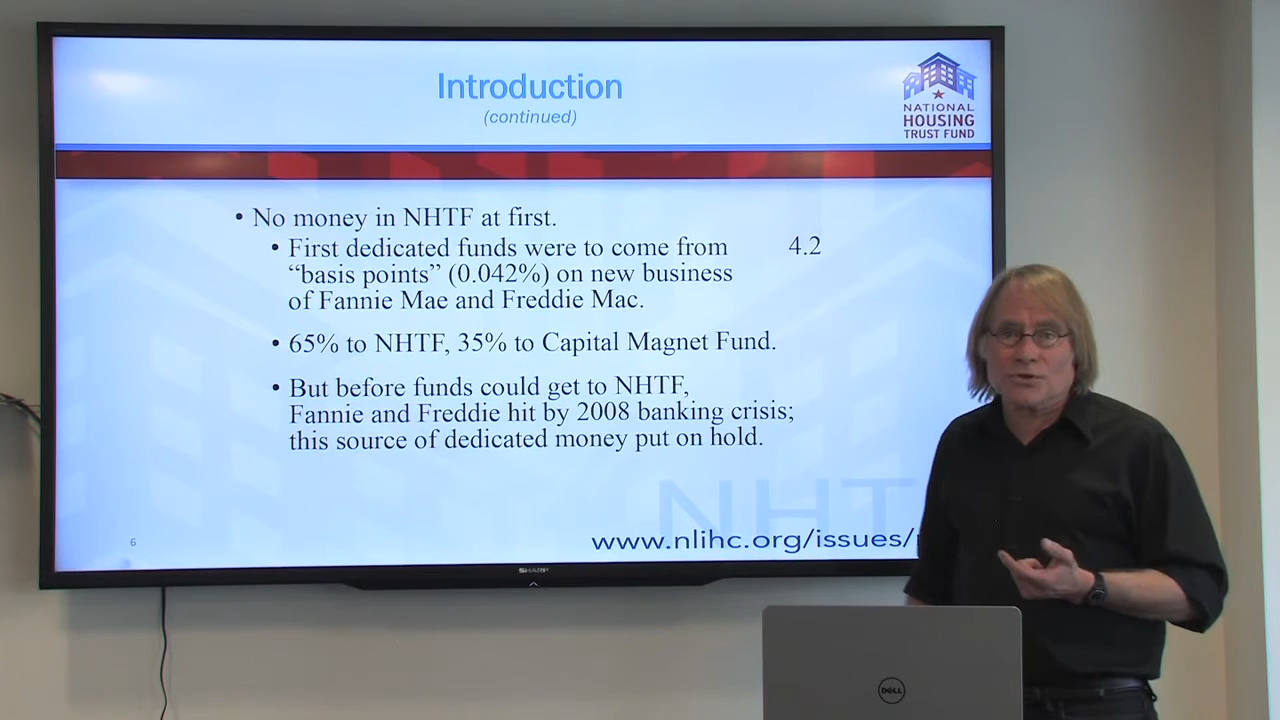 Introduction
(continued)
NATIONAL
HOUSING
TRUST FUND
• No money in NHTF at first.
• First dedicated funds were to come from 4.2
“basis points” (0.042%) on new business
of Fannie Mae and Freddie Mac.
• 65% to NHTF, 35% to Capital Magnet Fund.
• But before funds could get to NHTF,
Fannie and Freddie hit by 2008 banking crisis;
this source of dedicated money put on hold.
NHT
www.nlihc.org/issues/
6
SHARP
DELL